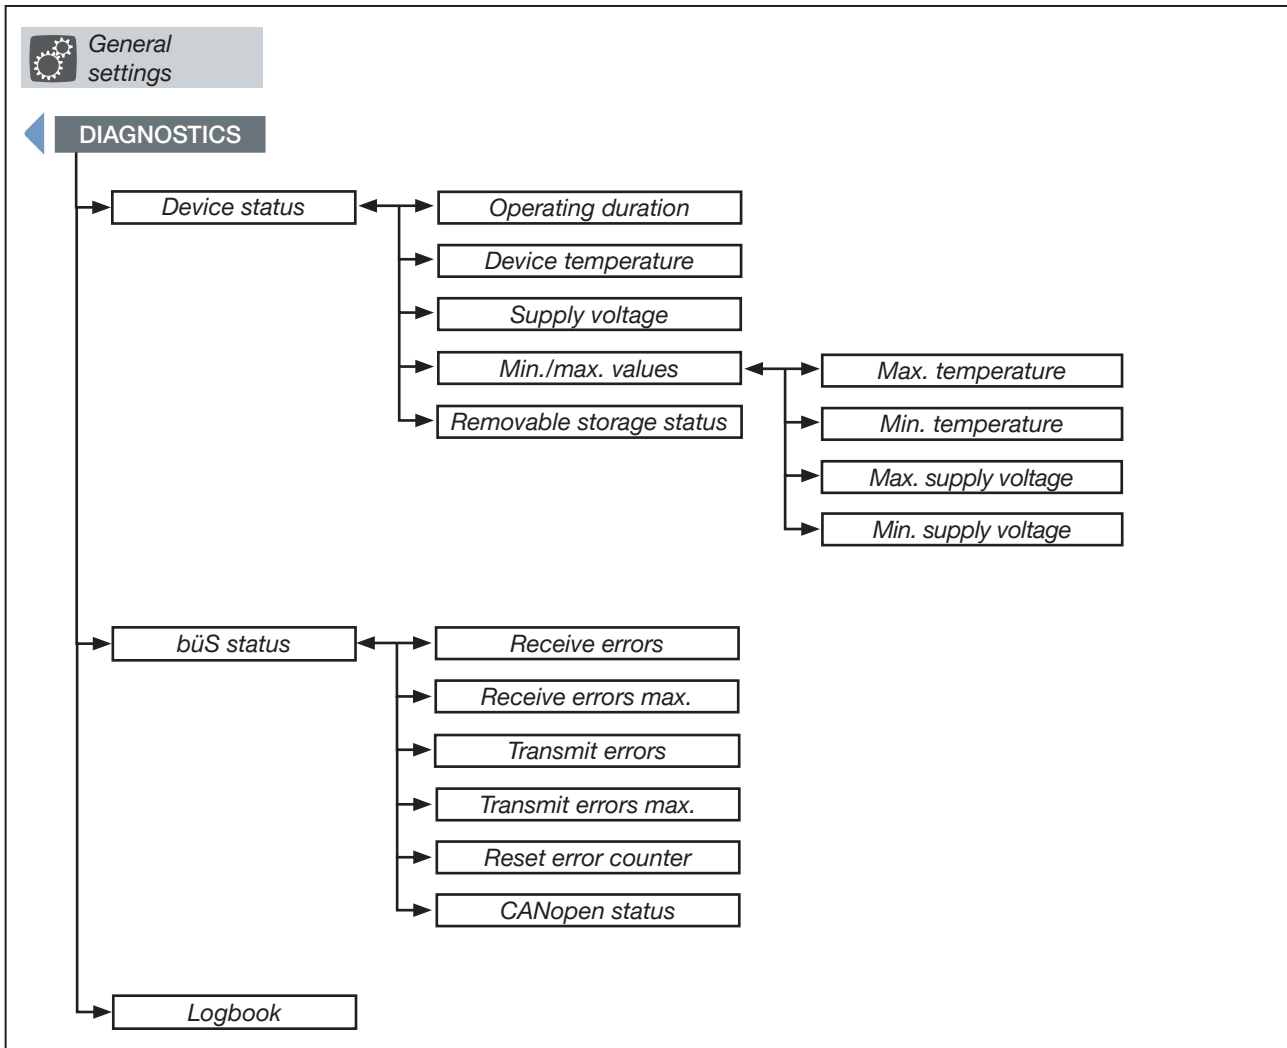 General
settings
DIAGNOSTICS
Device status
Operating duration
Device temperature
Supply voltage
Min./max. values
Removable storage status
Max. temperature
Min. temperature
Max. supply voltage
Min. supply voltage
büS status
Receive errors
Receive errors max.
Transmit errors
Transmit errors max.
Reset error counter
CANopen status
Logbook